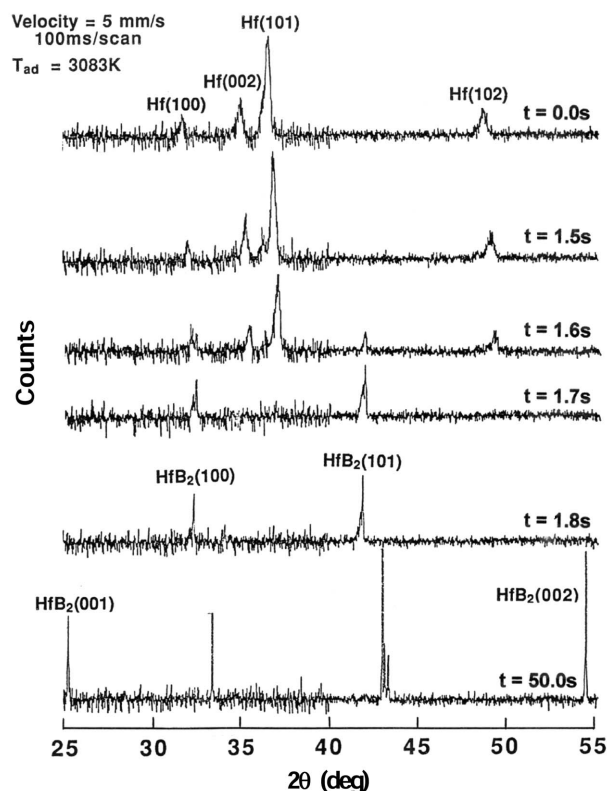 Velocity = 5 mm/s
100ms/scan
T_ad = 3083K
Hf(101)
Hf(002)
Hf(100)
Hf(102)
t = 0.0s
t = 1.5s
t = 1.6s
t = 1.7s
HfB₂(100)
HfB₂(101)
t = 1.8s
HfB₂(001)
HfB₂(002)
t = 50.0s
Counts
25 30 35 40 45 50 55
2θ (deg)